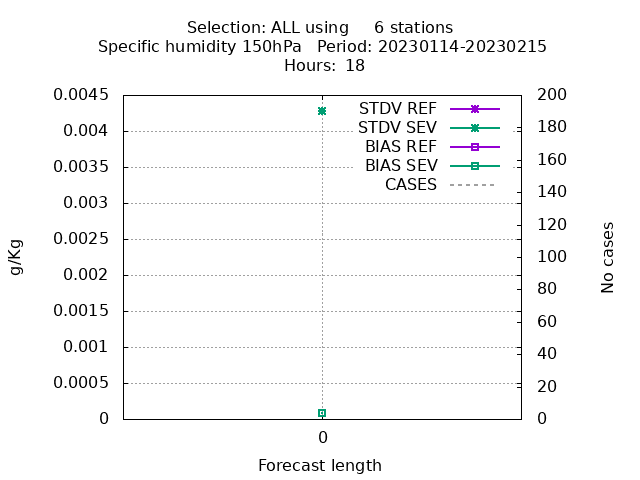 Selection: ALL using     6 stations
Specific humidity 150hPa   Period: 20230114-20230215
Hours: 18
0.0045
0.004
0.0035
0.003
0.0025
0.002
0.0015
0.001
0.0005
0
g/Kg
STDV REF
STDV SEV
BIAS REF
BIAS SEV
CASES
200
180
160
140
120
100
80
60
40
20
0
No cases
0
Forecast length